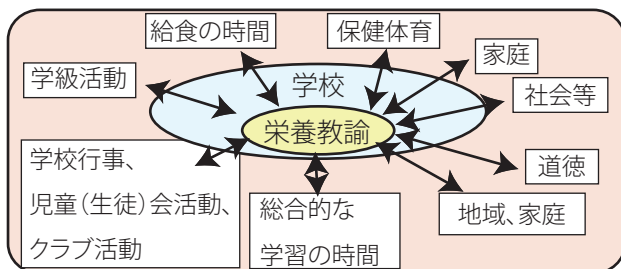 給食の時間
保健体育
家庭
学級活動
学校
社会等
栄養教諭
学校行事、
児童（生徒）会活動、
クラブ活動
総合的な
学習の時間
道徳
地域、家庭